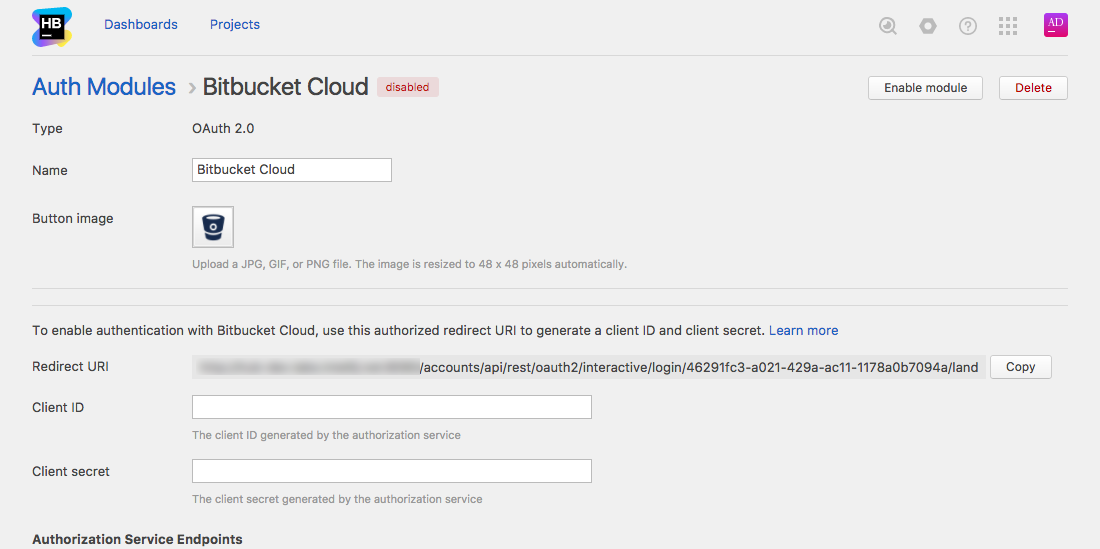 HB Dashboards Projects AD
Auth Modules › Bitbucket Cloud disabled Enable module Delete
Type OAuth 2.0
Name Bitbucket Cloud
Button image
Upload a JPG, GIF, or PNG file. The image is resized to 48 x 48 pixels automatically.
To enable authentication with Bitbucket Cloud, use this authorized redirect URI to generate a client ID and client secret. Learn more
Redirect URI /accounts/api/rest/oauth2/interactive/login/46291fc3-a021-429a-ac11-1178a0b7094a/land Copy
Client ID
The client ID generated by the authorization service
Client secret
The client secret generated by the authorization service
Authorization Service Endpoints